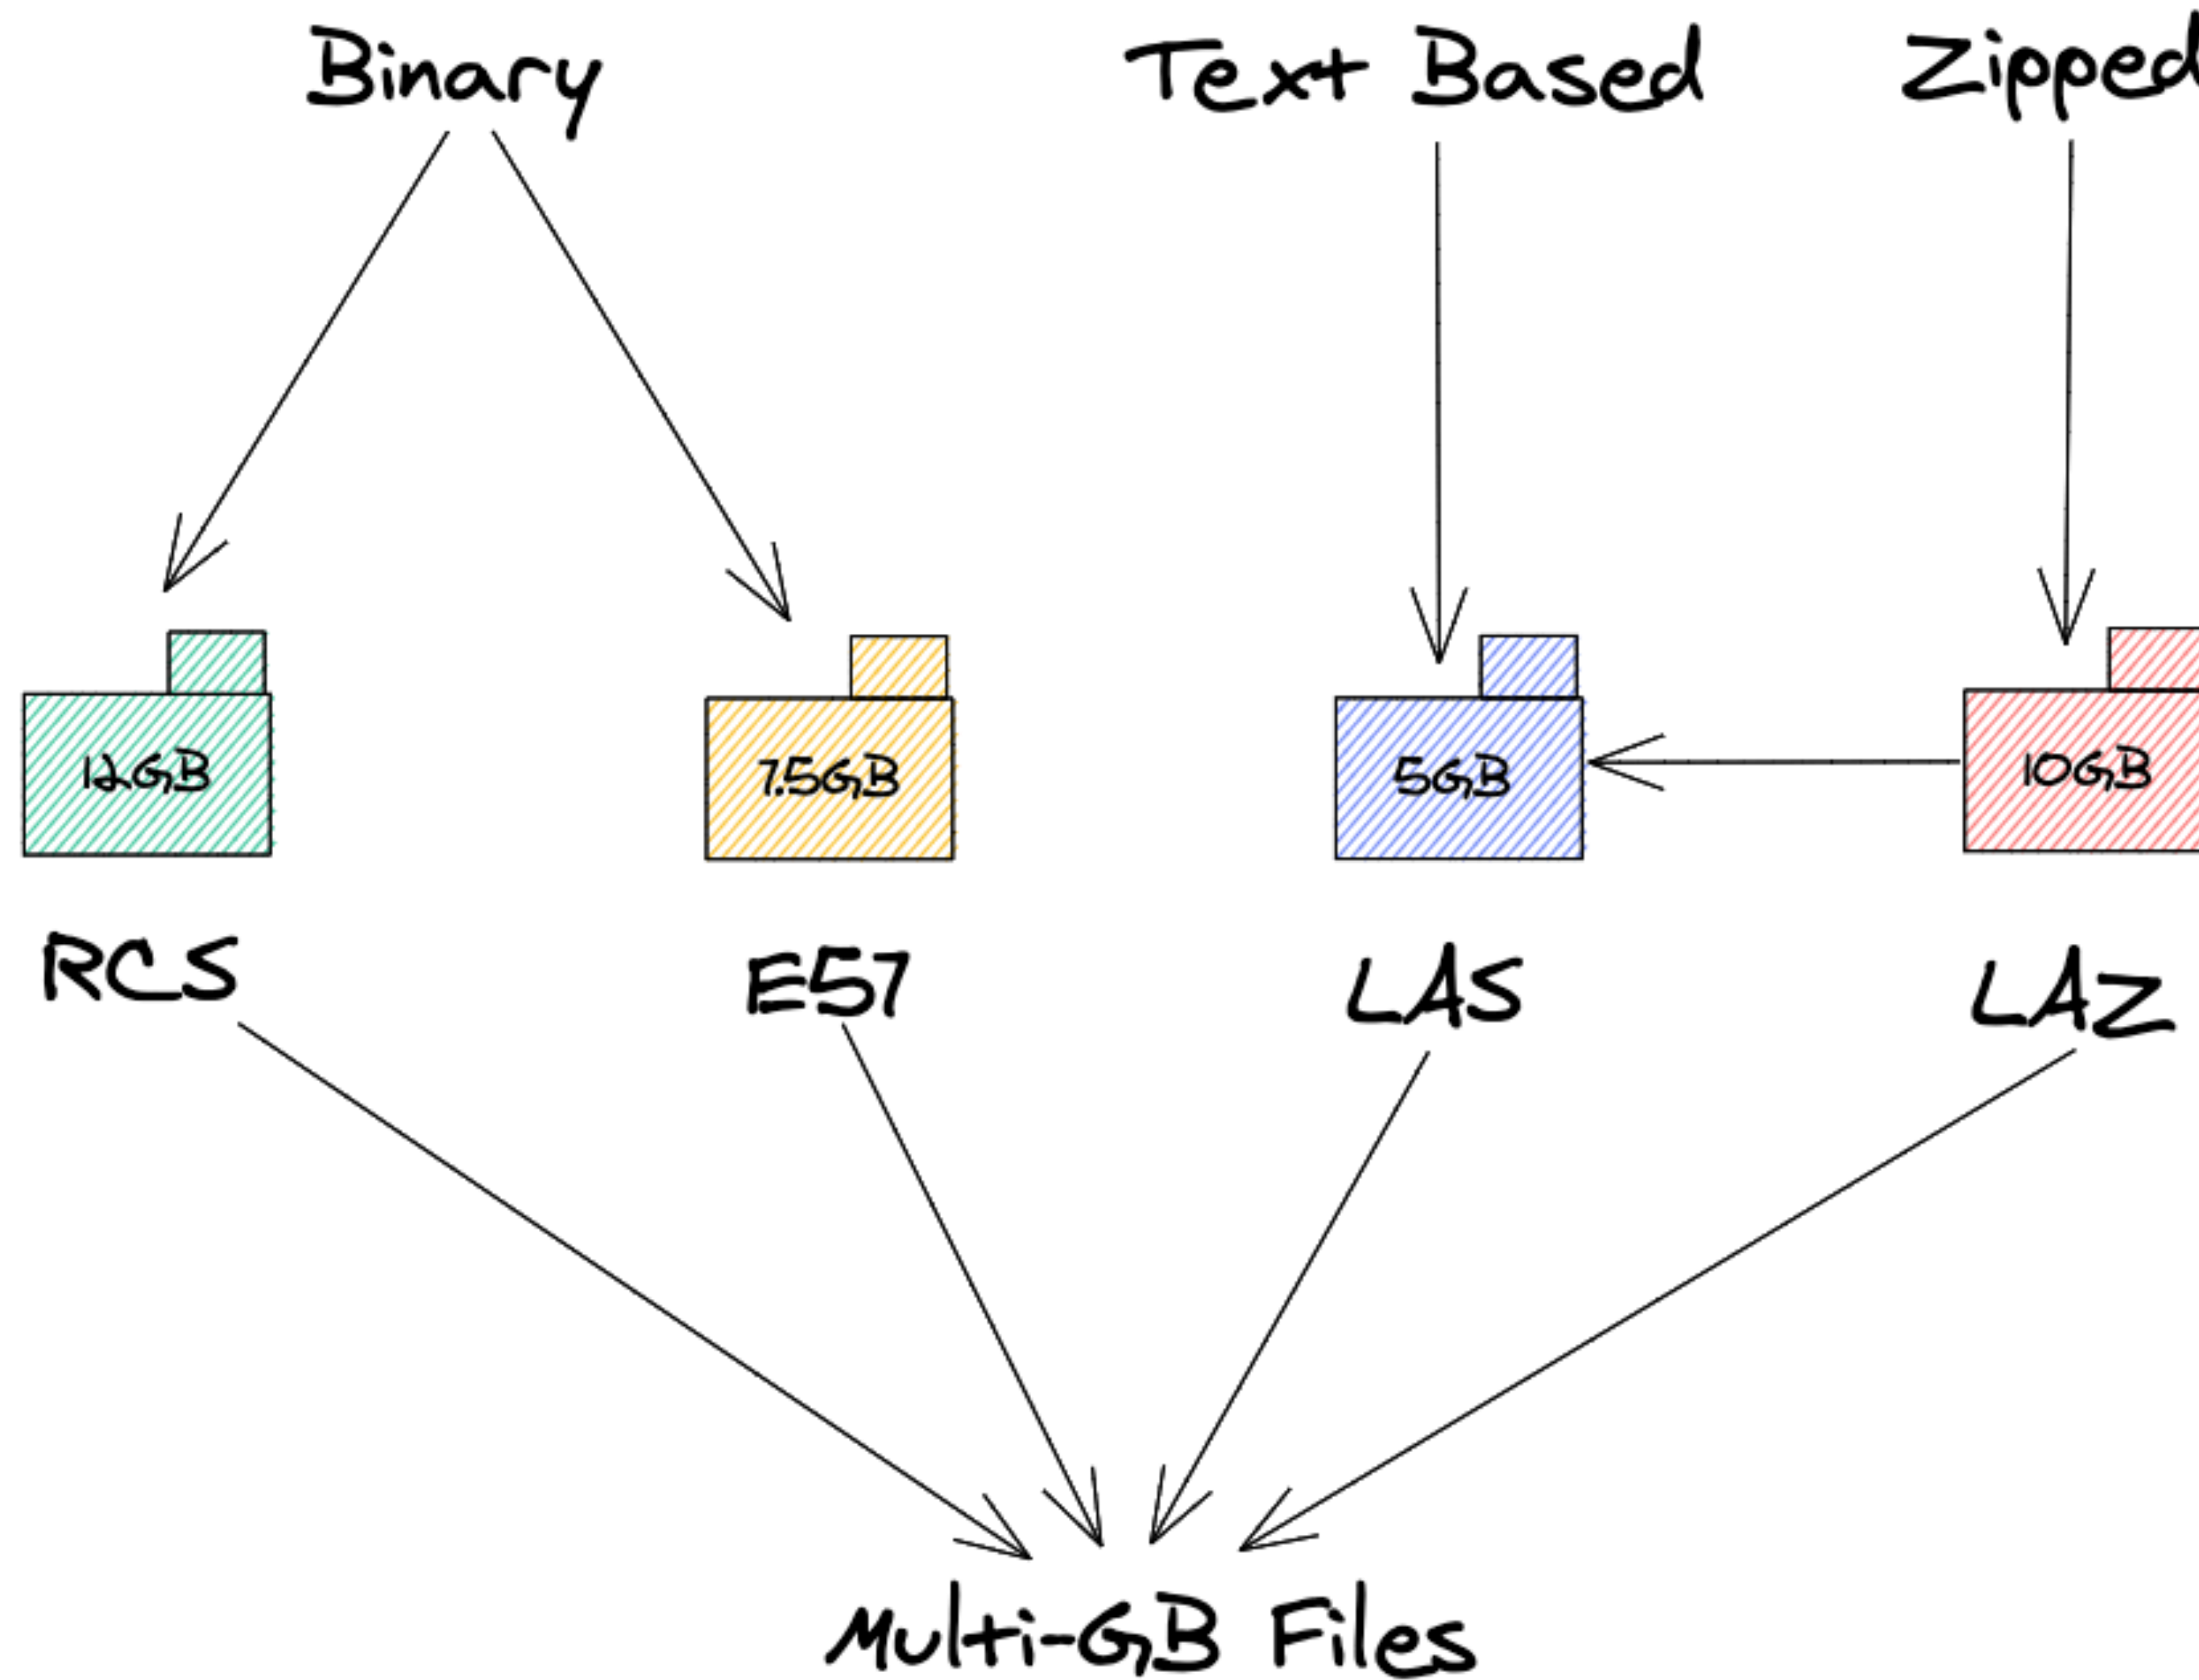 Binary
Text Based
Zipped
12GB
7.5GB
5GB
10GB
RCS
E57
LAS
LAZ
Multi-GB Files